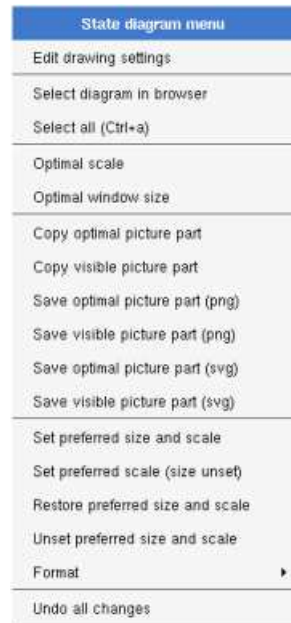 State diagram menu
Edit drawing settings
Select diagram in browser
Select all (Ctrl+a)
Optimal scale
Optimal window size
Copy optimal picture part
Copy visible picture part
Save optimal picture part (png)
Save visible picture part (png)
Save optimal picture part (svg)
Save visible picture part (svg)
Set preferred size and scale
Set preferred scale (size unset)
Restore preferred size and scale
Unset preferred size and scale
Format
Undo all changes